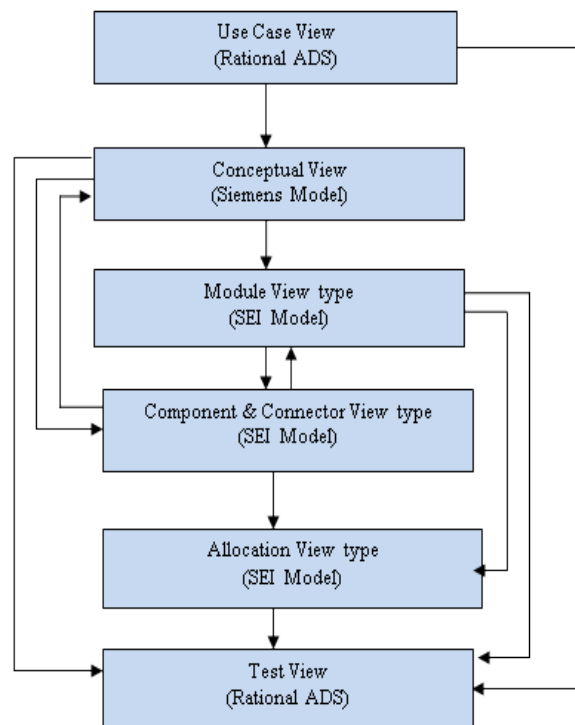 Use Case View
(Rational ADS)
Conceptual View
(Siemens Model)
Module View type
(SEI Model)
Component & Connector View type
(SEI Model)
Allocation View type
(SEI Model)
Test View
(Rational ADS)